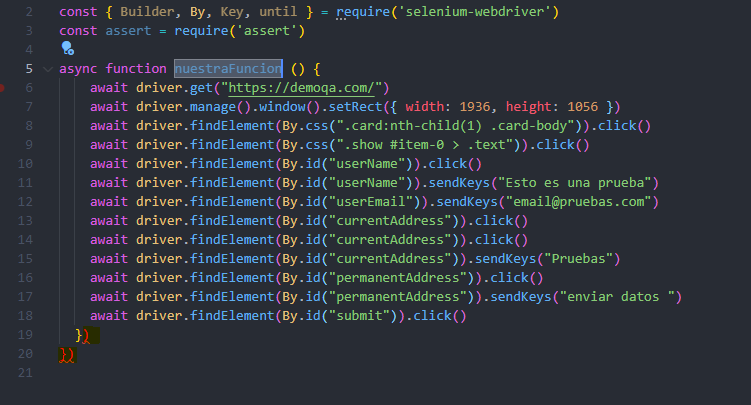 2 const { Builder, By, Key, until } = require('selenium-webdriver')
3 const assert = require('assert')
4
5 async function nuestraFuncion () {
6 await driver.get("https://demoqa.com/")
7 await driver.manage().window().setRect({ width: 1936, height: 1056 })
8 await driver.findElement(By.css(".card:nth-child(1) .card-body")).click()
9 await driver.findElement(By.css(".show #item-0 > .text")).click()
10 await driver.findElement(By.id("userName")).click()
11 await driver.findElement(By.id("userName")).sendKeys("Esto es una prueba")
12 await driver.findElement(By.id("userEmail")).sendKeys("email@pruebas.com")
13 await driver.findElement(By.id("currentAddress")).click()
14 await driver.findElement(By.id("currentAddress")).click()
15 await driver.findElement(By.id("currentAddress")).sendKeys("Pruebas")
16 await driver.findElement(By.id("permanentAddress")).click()
17 await driver.findElement(By.id("permanentAddress")).sendKeys("enviar datos ")
18 await driver.findElement(By.id("submit")).click()
19 })
20 })
21